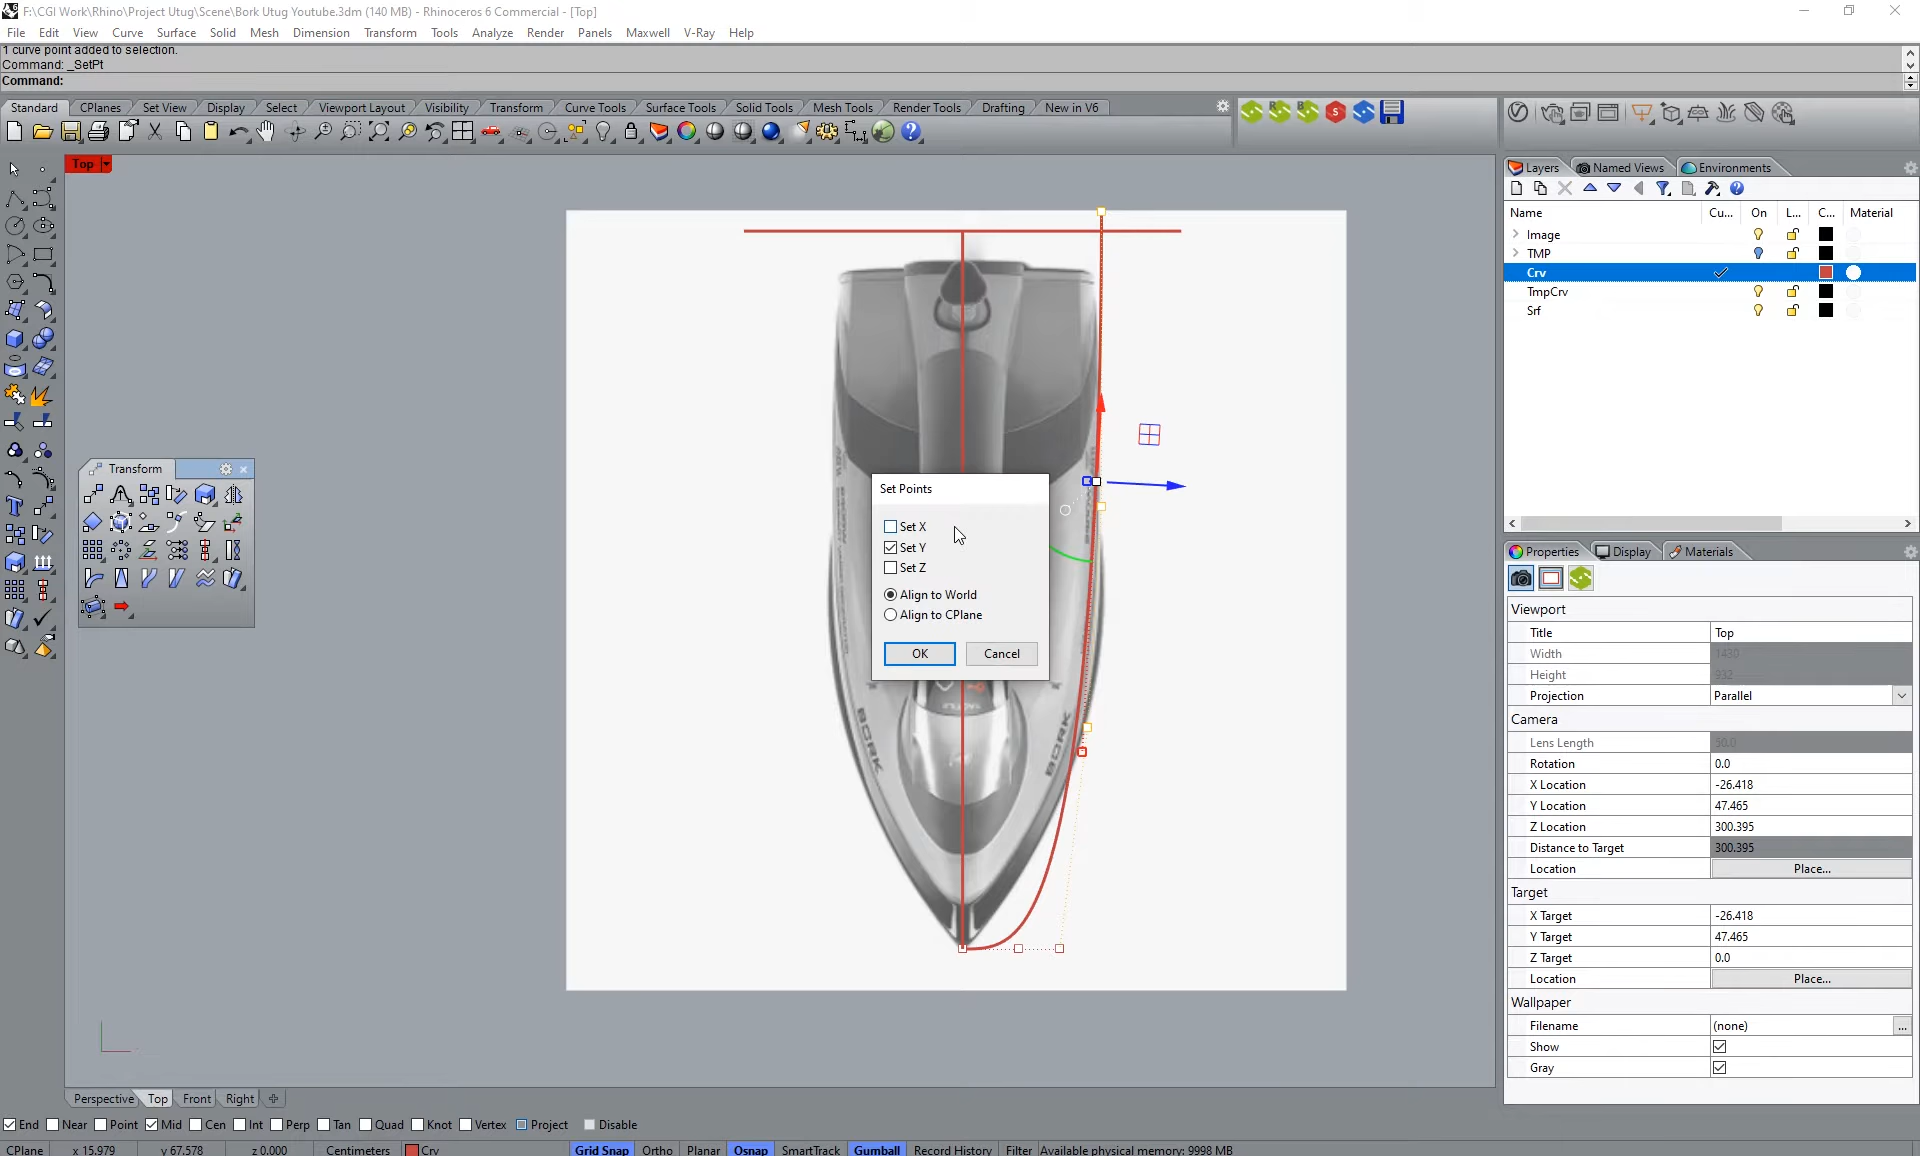 F:\CGI Work\Rhino\Project Utug\Scene\Bork Utug Youtube.3dm (140 MB) - Rhinoceros 6 Commercial - [Top]
File Edit View Curve Surface Solid Mesh Dimension Transform Tools Analyze Render Panels Maxwell V-Ray Help
1 curve point added to selection.
Command: _SetPt
Command:
Standard CPlanes Set View Display Select Viewport Layout Visibility Transform Curve Tools Surface Tools Solid Tools Mesh Tools Render Tools Drafting New in V6
Top
Layers Named Views Environments
Name Cu... On L... C... Material
Image
TMP
Crv
TmpCrv
Srf
Transform
Set Points
Set X
Set Y
Set Z
Align to World
Align to CPlane
OK Cancel
BORK BORK
Properties Display Materials
Viewport
Title Top
Width 1430
Height 932
Projection Parallel
Camera
Lens Length 50.0
Rotation 0.0
X Location -26.418
Y Location 47.465
Z Location 300.395
Distance to Target 300.395
Location Place...
Target
X Target -26.418
Y Target 47.465
Z Target 0.0
Location Place...
Wallpaper
Filename (none) ...
Show
Gray
Perspective Top Front Right
End Near Point Mid Cen Int Perp Tan Quad Knot Vertex Project Disable
CPlane x 15.979 y 67.578 z 0.000 Centimeters Crv Grid Snap Ortho Planar Osnap SmartTrack Gumball Record History Filter Available physical memory: 9998 MB